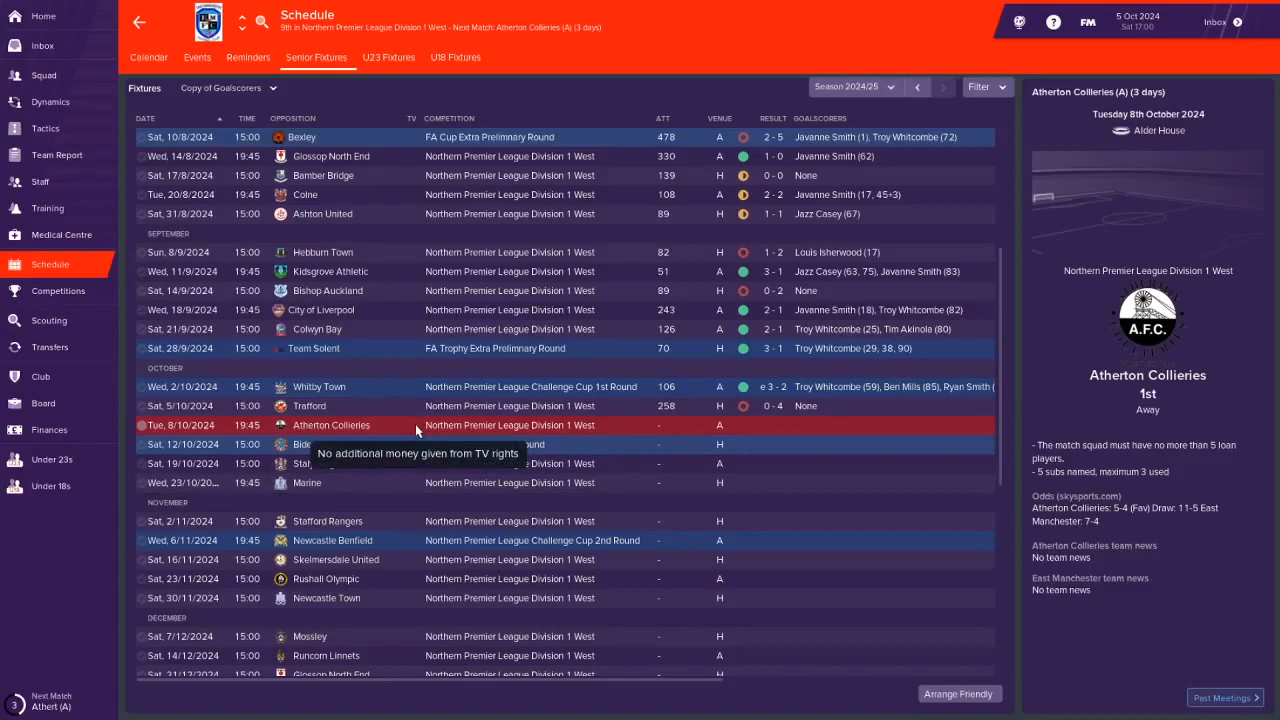 Home
Inbox
Squad
Dynamics
Tactics
Team Report
Staff
Training
Medical Centre
Schedule
Competitions
Scouting
Transfers
Club
Board
Finances
Under 23s
Under 18s
3
Next Match
Athert (A)
Schedule
9th in Northern Premier League Division 1 West - Next Match: Atherton Collieries (A) (3 days)
? FM
5 Oct 2024
Sat 17:00
Inbox
Calendar Events Reminders Senior Fixtures U23 Fixtures U18 Fixtures
Fixtures Copy of Goalscorers Season 2024/25 Filter
DATE TIME OPPOSITION TV COMPETITION ATT VENUE RESULT GOALSCORERS
Sat, 10/8/2024 15:00 Bexley FA Cup Extra Prelimnary Round 478 A 2 - 5 Javanne Smith (1), Troy Whitcombe (72)
Wed, 14/8/2024 19:45 Glossop North End Northern Premier League Division 1 West 330 A 1 - 0 Javanne Smith (62)
Sat, 17/8/2024 15:00 Bamber Bridge Northern Premier League Division 1 West 139 H 0 - 0 None
Tue, 20/8/2024 19:45 Colne Northern Premier League Division 1 West 108 A 2 - 2 Javanne Smith (17, 45+3)
Sat, 31/8/2024 15:00 Ashton United Northern Premier League Division 1 West 89 H 1 - 1 Jazz Casey (67)
SEPTEMBER
Sun, 8/9/2024 15:00 Hebburn Town Northern Premier League Division 1 West 82 H 1 - 2 Louis Isherwood (17)
Wed, 11/9/2024 19:45 Kidsgrove Athletic Northern Premier League Division 1 West 51 A 3 - 1 Jazz Casey (63, 75), Javanne Smith (83)
Sat, 14/9/2024 15:00 Bishop Auckland Northern Premier League Division 1 West 89 H 0 - 2 None
Wed, 18/9/2024 19:45 City of Liverpool Northern Premier League Division 1 West 243 A 2 - 1 Javanne Smith (18), Troy Whitcombe (82)
Sat, 21/9/2024 15:00 Colwyn Bay Northern Premier League Division 1 West 126 A 2 - 1 Troy Whitcombe (25), Tim Akinola (80)
Sat, 28/9/2024 15:00 Team Solent FA Trophy Extra Prelimnary Round 70 H 3 - 1 Troy Whitcombe (29, 38, 90)
OCTOBER
Wed, 2/10/2024 19:45 Whitby Town Northern Premier League Challenge Cup 1st Round 106 A e 3 - 2 Troy Whitcombe (59), Ben Mills (85), Ryan Smith (
Sat, 5/10/2024 15:00 Trafford Northern Premier League Division 1 West 258 H 0 - 4 None
Tue, 8/10/2024 19:45 Atherton Collieries Northern Premier League Division 1 West - A
Sat, 12/10/2024 15:00 Bide ound - H
No additional money given from TV rights
Sat, 19/10/2024 15:00 Staly Northern Premier League Division 1 West - A
Wed, 23/10/20... 19:45 Marine Northern Premier League Division 1 West - H
NOVEMBER
Sat, 2/11/2024 15:00 Stafford Rangers Northern Premier League Division 1 West - H
Wed, 6/11/2024 19:45 Newcastle Benfield Northern Premier League Challenge Cup 2nd Round - A
Sat, 16/11/2024 15:00 Skelmersdale United Northern Premier League Division 1 West - H
Sat, 23/11/2024 15:00 Rushall Olympic Northern Premier League Division 1 West - A
Sat, 30/11/2024 15:00 Newcastle Town Northern Premier League Division 1 West - H
DECEMBER
Sat, 7/12/2024 15:00 Mossley Northern Premier League Division 1 West - H
Sat, 14/12/2024 15:00 Runcorn Linnets Northern Premier League Division 1 West - A
Sat, 21/12/2024 15:00 Glossop North End Northern Premier League Division 1 West - H
Arrange Friendly
Atherton Collieries (A) (3 days)
Tuesday 8th October 2024
Alder House
Northern Premier League Division 1 West
A.F.C.
Atherton Collieries
1st
Away
- The match squad must have no more than 5 loan
players.
- 5 subs named, maximum 3 used
Odds (skysports.com)
Atherton Collieries: 5-4 (Fav) Draw: 11-5 East
Manchester: 7-4
Atherton Collieries team news
No team news
East Manchester team news
No team news
Past Meetings